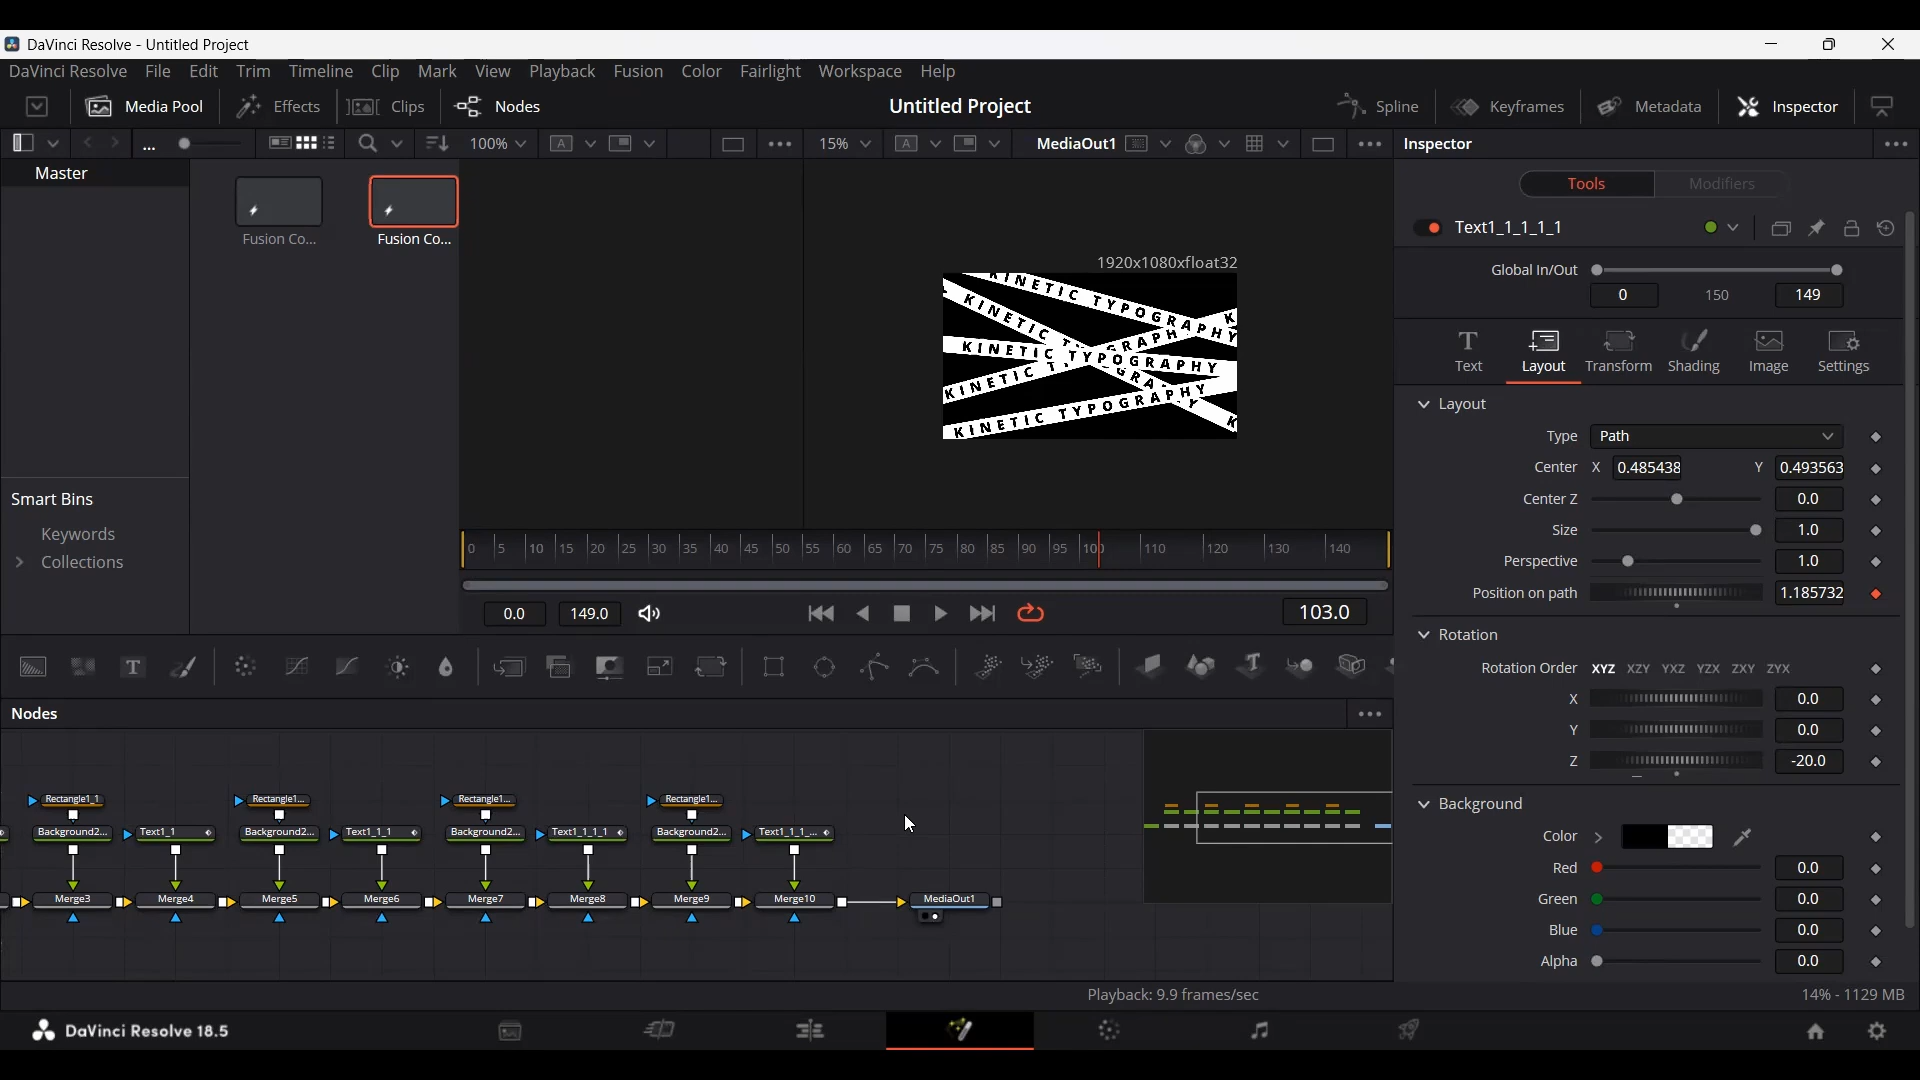 DaVinci Resolve - Untitled Project
DaVinci Resolve File Edit Trim Timeline Clip Mark View Playback Fusion Color Fairlight Workspace Help
Media Pool Effects Clips Nodes Untitled Project Spline Keyframes Metadata Inspector
... 100% A 15% A MediaOut1 Inspector
Master
Fusion Co... Fusion Co...
Tools Modifiers
Text1_1_1_1_1
1920x1080xfloat32
Global In/Out
0 150 149
KINETIC TYPOGRAPHY
KINETIC
KINETIC TYPOGRAPHY
KINETIC
KINETIC TYPOGRAPHY
Text Layout Transform Shading Image Settings
Layout
Type Path
Center X 0.485438 Y 0.493563
Center Z 0.0
Size 1.0
Perspective 1.0
Position on path 1.185732
Smart Bins
Keywords
Collections
0 5 10 15 20 25 30 35 40 45 50 55 60 65 70 75 80 85 90 95 100 110 120 130 140
0.0 149.0 103.0
Rotation
Rotation Order XYZ XZY YXZ YZX ZXY ZYX
X 0.0
Y 0.0
Z -20.0
T T
Nodes
Rectangle1_1 Rectangle1... Rectangle1... Rectangle1...
Background2... Text1_1 Background2... Text1_1_1 Background2... Text1_1_1_1 Background2... Text1_1_1_...
Merge3 Merge4 Merge5 Merge6 Merge7 Merge8 Merge9 Merge10 MediaOut1
Background
Color
Red 0.0
Green 0.0
Blue 0.0
Alpha 0.0
Playback: 9.9 frames/sec 14% - 1129 MB
DaVinci Resolve 18.5